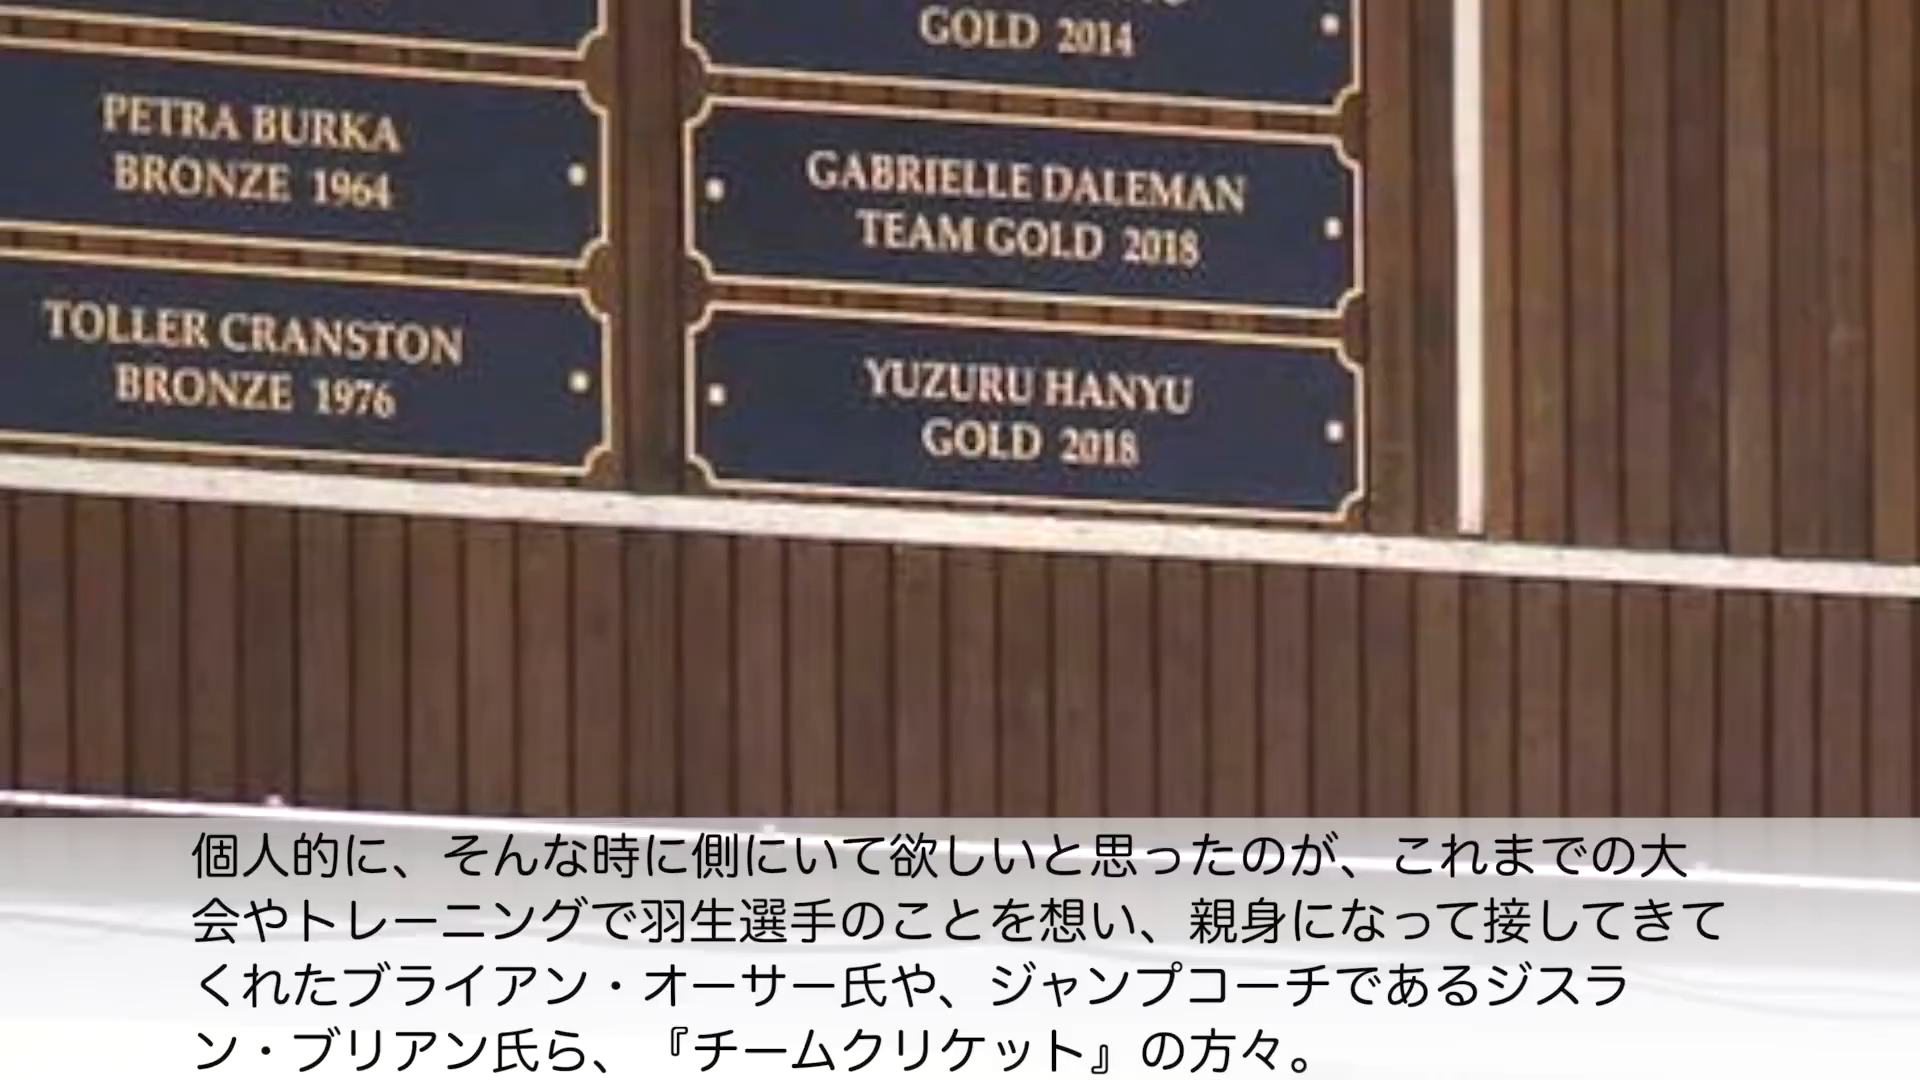 GOLD 2014
PETRA BURKA
BRONZE 1964
GABRIELLE DALEMAN
TEAM GOLD 2018
TOLLER CRANSTON
BRONZE 1976
YUZURU HANYU
GOLD 2018
個人的に、そんな時に側にいて欲しいと思ったのが、これまでの大
会やトレーニングで羽生選手のことを想い、親身になって接してきて
くれたブライアン・オーサー氏や、ジャンプコーチであるジスラ
ン・ブリアン氏ら、『チームクリケット』の方々。